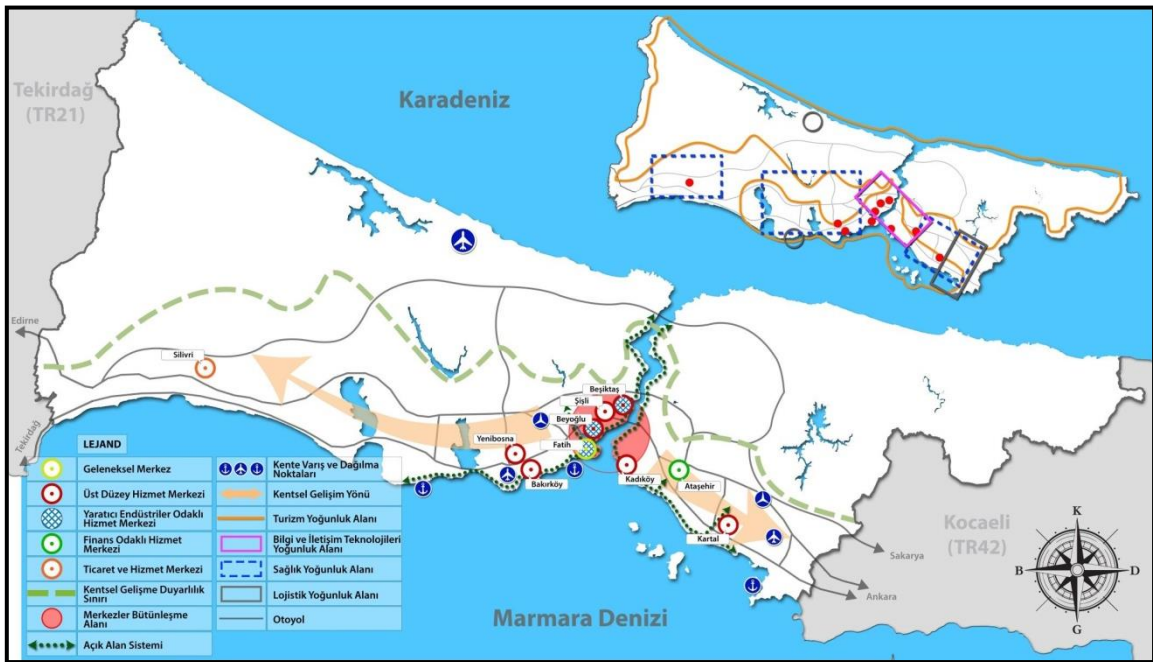 Tekirdağ
(TR21)
Karadeniz
Edirne
Silivri
Beşiktaş
Şişli
Beyoğlu
Yenibosna
Fatih
Tekirdağ
Bakırköy
Kadıköy
Ataşehir
Kartal
Kocaeli
(TR42)
Sakarya
Ankara
Marmara Denizi
K
B
D
G
LEJAND
Geleneksel Merkez
Üst Düzey Hizmet Merkezi
Yaratıcı Endüstriler Odaklı
Hizmet Merkezi
Finans Odaklı Hizmet
Merkezi
Ticaret ve Hizmet Merkezi
Kentsel Gelişme Duyarlılık
Sınırı
Merkezler Bütünleşme
Alanı
Açık Alan Sistemi
Kente Varış ve Dağılma
Noktaları
Kentsel Gelişim Yönü
Turizm Yoğunluk Alanı
Bilgi ve İletişim Teknolojileri
Yoğunluk Alanı
Sağlık Yoğunluk Alanı
Lojistik Yoğunluk Alanı
Otoyol